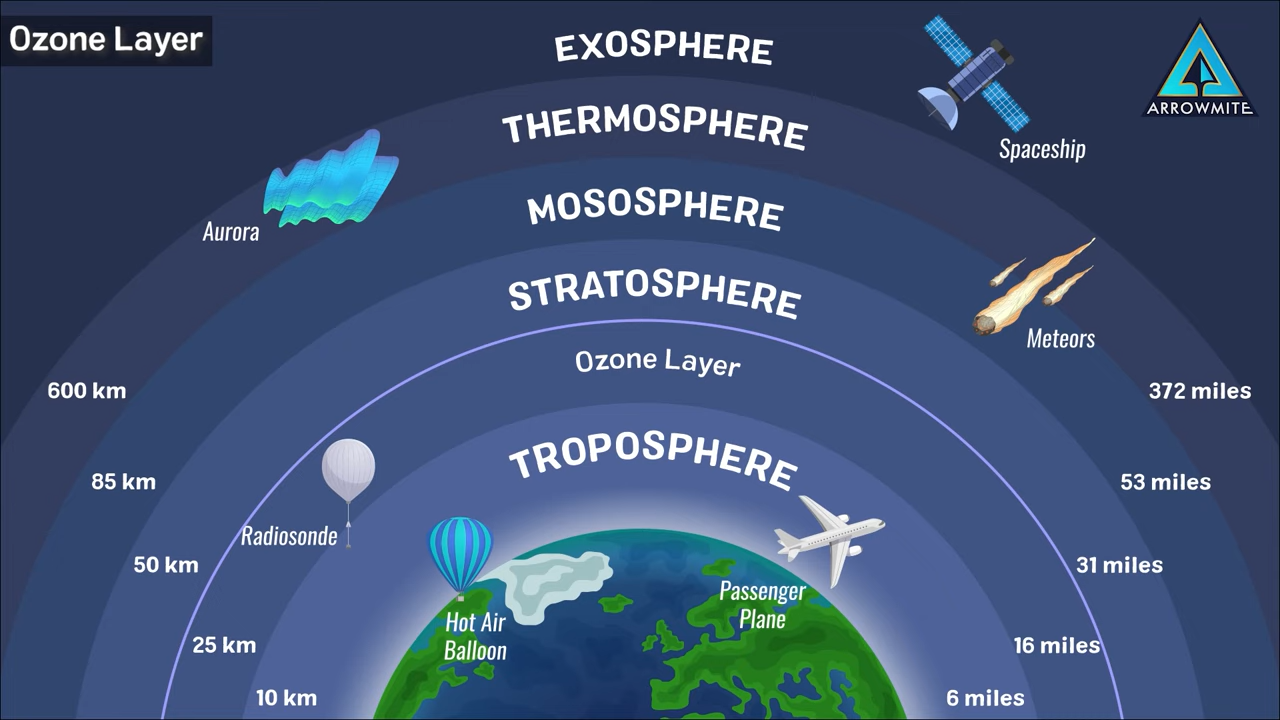 Ozone Layer
EXOSPHERE
ARROWMITE
THERMOSPHERE
Spaceship
MOSOSPHERE
Aurora
STRATOSPHERE
Meteors
Ozone Layer
600 km
372 miles
TROPOSPHERE
85 km
53 miles
Radiosonde
50 km
31 miles
Passenger
Plane
Hot Air
Balloon
25 km
16 miles
10 km
6 miles